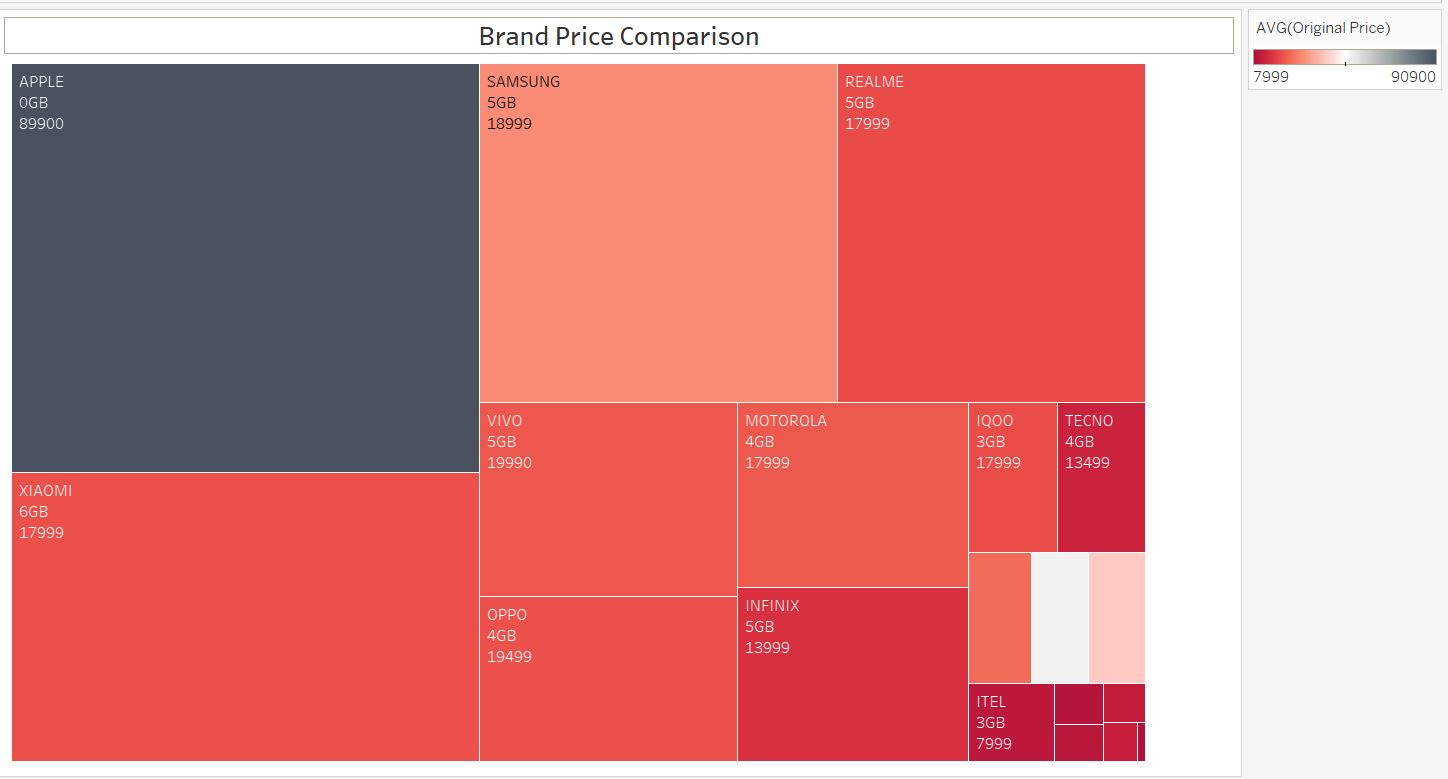 Brand Price Comparison
AVG(Original Price)
7999 90900
APPLE
0GB
89900
SAMSUNG
5GB
18999
REALME
5GB
17999
XIAOMI
6GB
17999
VIVO
5GB
19990
MOTOROLA
4GB
17999
IQOO
3GB
17999
TECNO
4GB
13499
OPPO
4GB
19499
INFINIX
5GB
13999
ITEL
3GB
7999